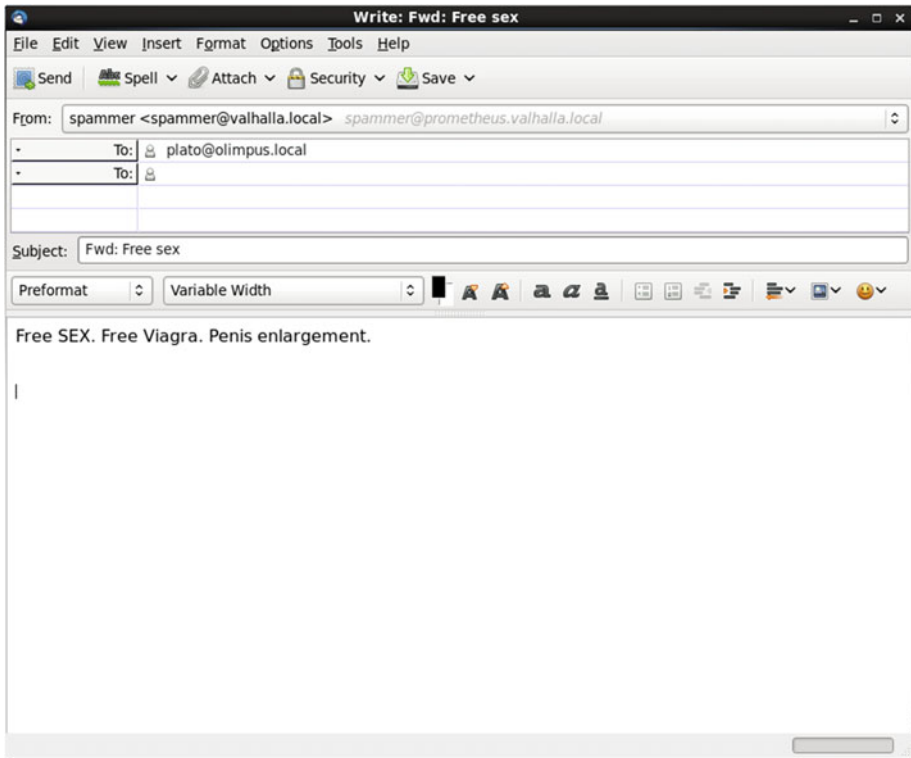 Write: Fwd: Free sex
File Edit View Insert Format Options Tools Help
Send Spell Attach Security Save
From: spammer <spammer@valhalla.local> spammer@prometheus.valhalla.local
To: plato@olimpus.local
To:
Subject: Fwd: Free sex
Preformat Variable Width
Free SEX. Free Viagra. Penis enlargement.